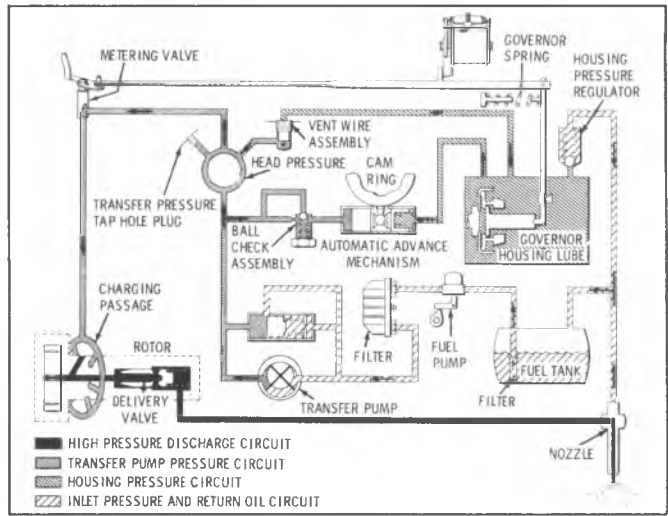 METERING VALVE
GOVERNOR
SPRING
HOUSING
PRESSURE
REGULATOR
VENT WIRE
ASSEMBLY
HEAD PRESSURE
CAM
RING
TRANSFER PRESSURE
TAP HOLE PLUG
BALL
CHECK
ASSEMBLY
AUTOMATIC ADVANCE
MECHANISM
GOVERNOR
HOUSING LUBE
CHARGING
PASSAGE
ROTOR
FILTER
FUEL
PUMP
FUEL TANK
DELIVERY
VALVE
TRANSFER PUMP
FILTER
NOZZLE
HIGH PRESSURE DISCHARGE CIRCUIT
TRANSFER PUMP PRESSURE CIRCUIT
HOUSING PRESSURE CIRCUIT
INLET PRESSURE AND RETURN OIL CIRCUIT